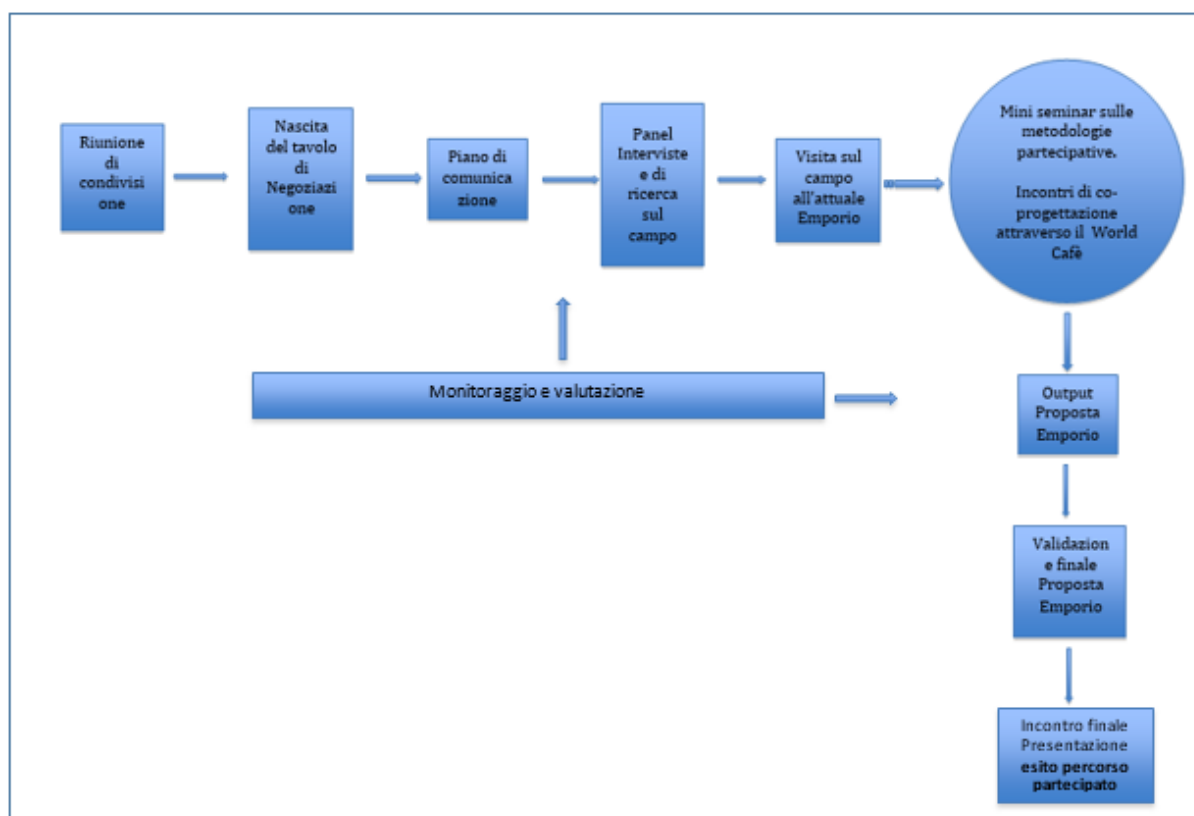 Riunione
di
condivisi
one
Nascita
del tavolo
di
Negoziazi
one
Piano di
comunica
zione
Panel
Interviste
e di
ricerca
sul
campo
Visita sul
campo
all'attuale
Emporio
Mini seminar sulle
metodologie
partecipative.
Incontri di co-
progettazione
attraverso il World
Cafè
Monitoraggio e valutazione
Output
Proposta
Emporio
Validazion
e finale
Proposta
Emporio
Incontro finale
Presentazione
esito percorso
partecipato